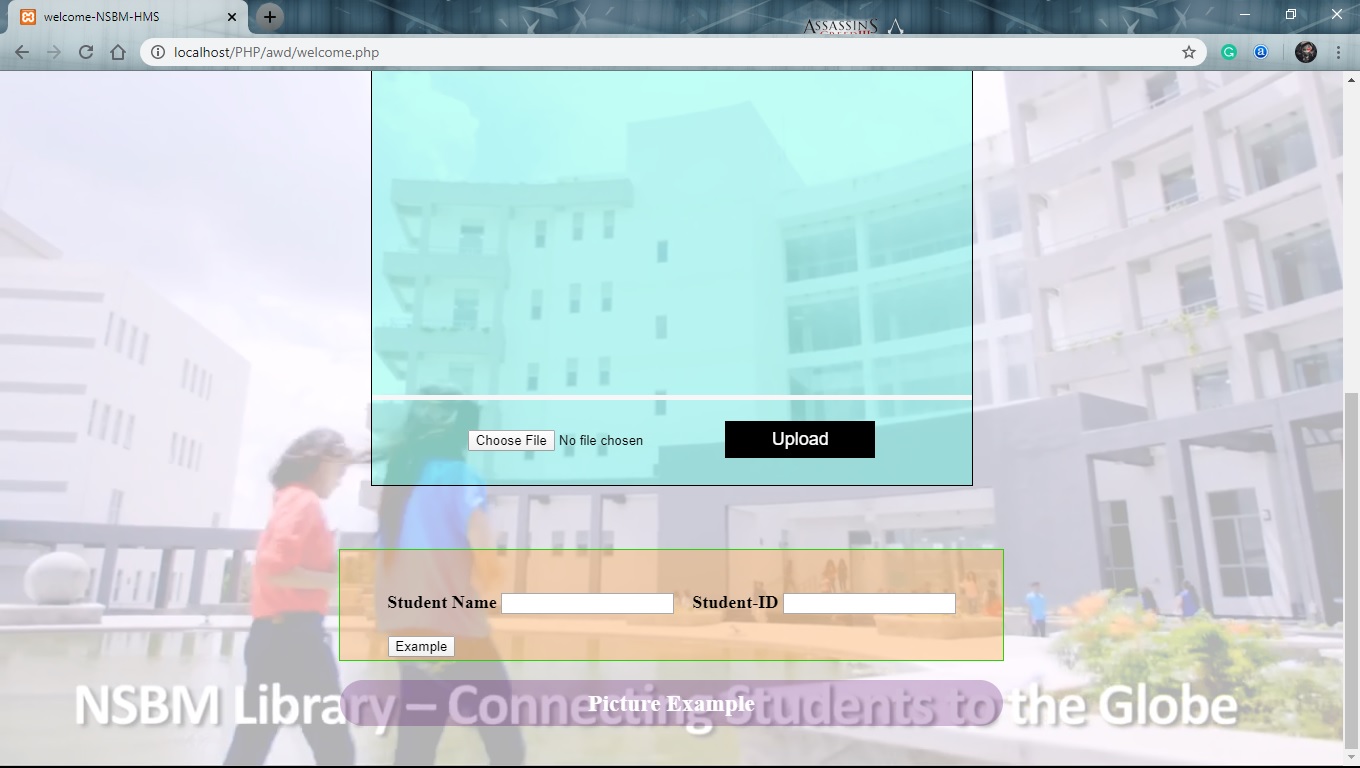 welcome-NSBM-HMS
ASSASSINS
CREED III
localhost/PHP/awd/welcome.php
Choose File No file chosen
Upload
Student Name Student-ID
Example
Picture Example
NSBM Library – Connecting Students to the Globe